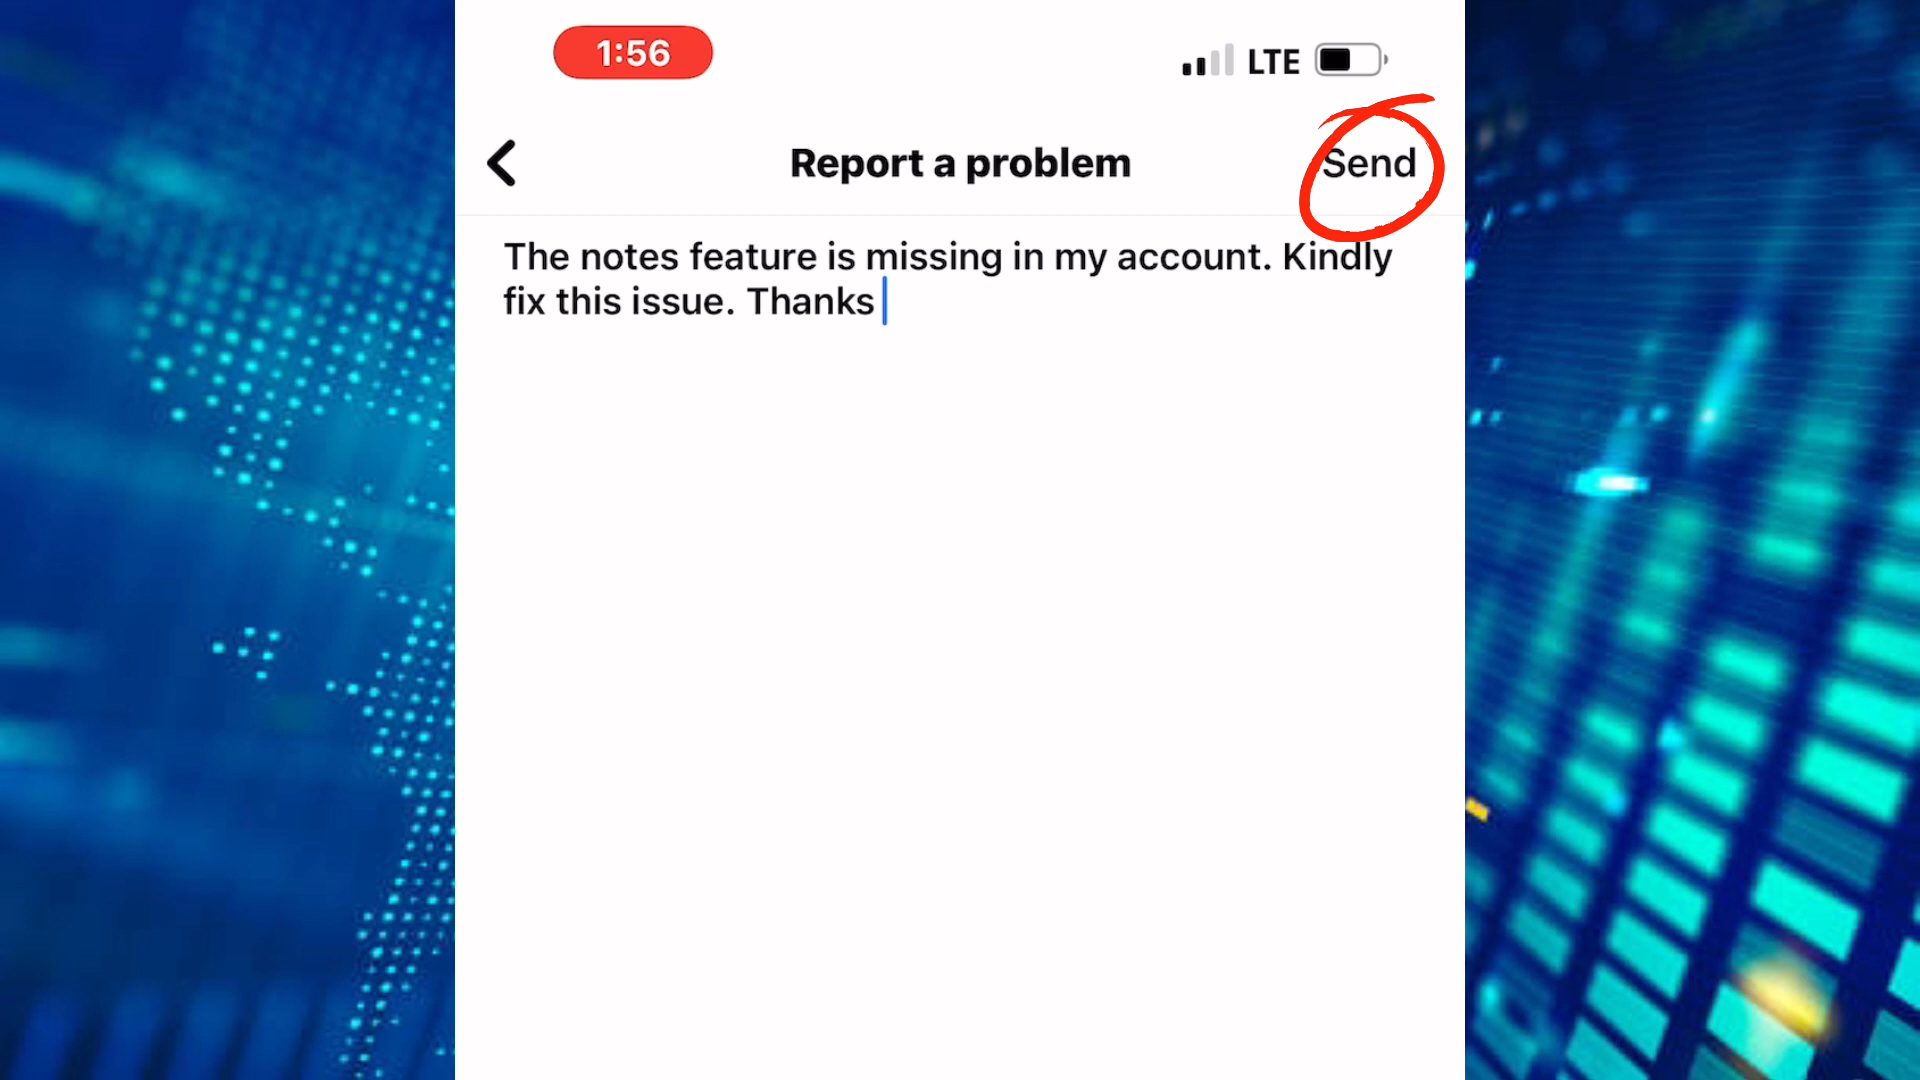 1:56
LTE
Report a problem
Send
The notes feature is missing in my account. Kindly
fix this issue. Thanks